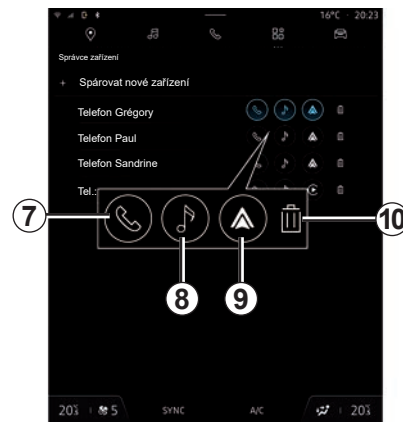 16°C · 20:23
Správce zařízení
+ Spárovat nové zařízení
Telefon Grégory
Telefon Paul
Telefon Sandrine
Tel.:
7
8
9
10
20 5 SYNC A/C 20